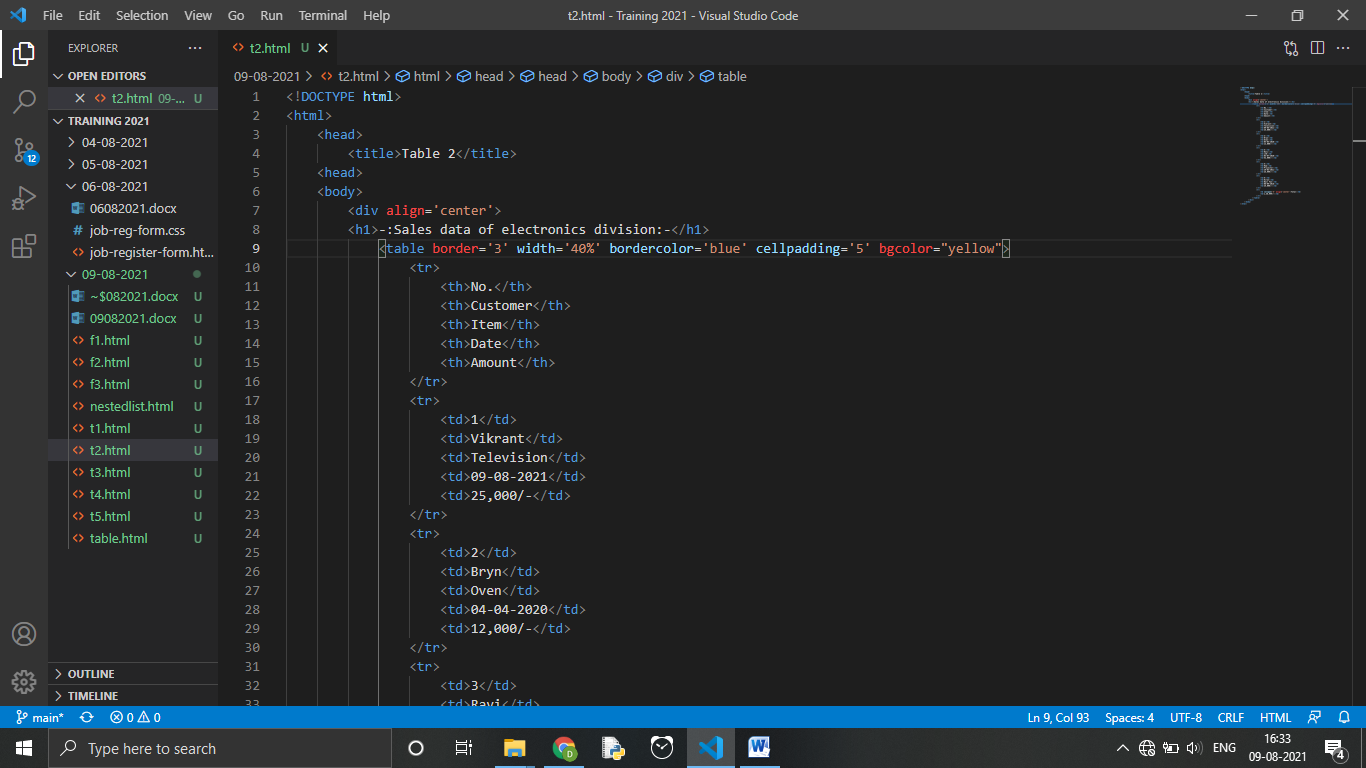 File Edit Selection View Go Run Terminal Help
t2.html - Training 2021 - Visual Studio Code
EXPLORER
OPEN EDITORS
t2.html 09-... U
TRAINING 2021
04-08-2021
05-08-2021
06-08-2021
06082021.docx
job-reg-form.css
job-register-form.ht...
09-08-2021
~$082021.docx U
09082021.docx U
f1.html U
f2.html U
f3.html U
nestedlist.html U
t1.html U
t2.html U
t3.html U
t4.html U
t5.html U
table.html U
OUTLINE
TIMELINE
12
t2.html U
09-08-2021 > t2.html > html > head > head > body > div > table
1 <!DOCTYPE html>
2 <html>
3 <head>
4 <title>Table 2</title>
5 <head>
6 <body>
7 <div align='center'>
8 <h1>-:Sales data of electronics division:-</h1>
9 <table border='3' width='40%' bordercolor='blue' cellpadding='5' bgcolor="yellow">
10 <tr>
11 <th>No.</th>
12 <th>Customer</th>
13 <th>Item</th>
14 <th>Date</th>
15 <th>Amount</th>
16 </tr>
17 <tr>
18 <td>1</td>
19 <td>Vikrant</td>
20 <td>Television</td>
21 <td>09-08-2021</td>
22 <td>25,000/-</td>
23 </tr>
24 <tr>
25 <td>2</td>
26 <td>Bryn</td>
27 <td>Oven</td>
28 <td>04-04-2020</td>
29 <td>12,000/-</td>
30 </tr>
31 <tr>
32 <td>3</td>
33 <td>Ravi</td>
main* 0 0 Ln 9, Col 93 Spaces: 4 UTF-8 CRLF HTML
Type here to search
ENG
16:33
09-08-2021
4